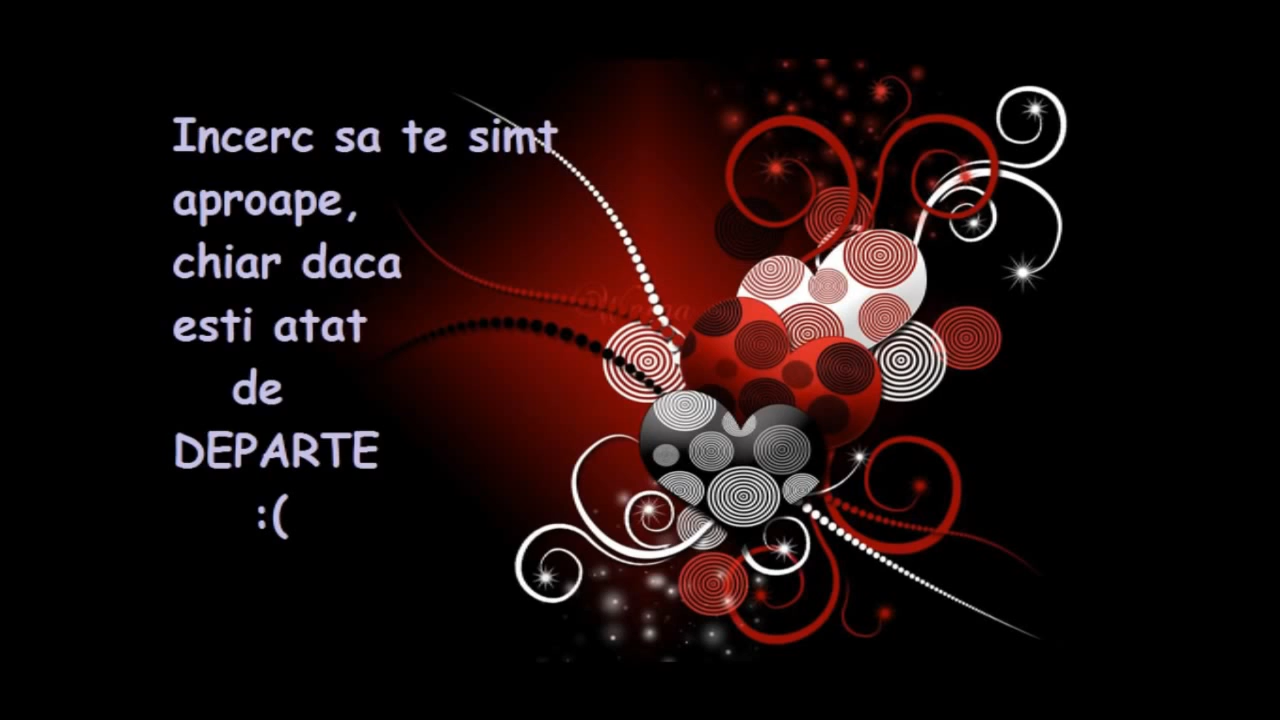 Incerc sa te simt
aproape,
chiar daca
esti atat
de
DEPARTE
:(